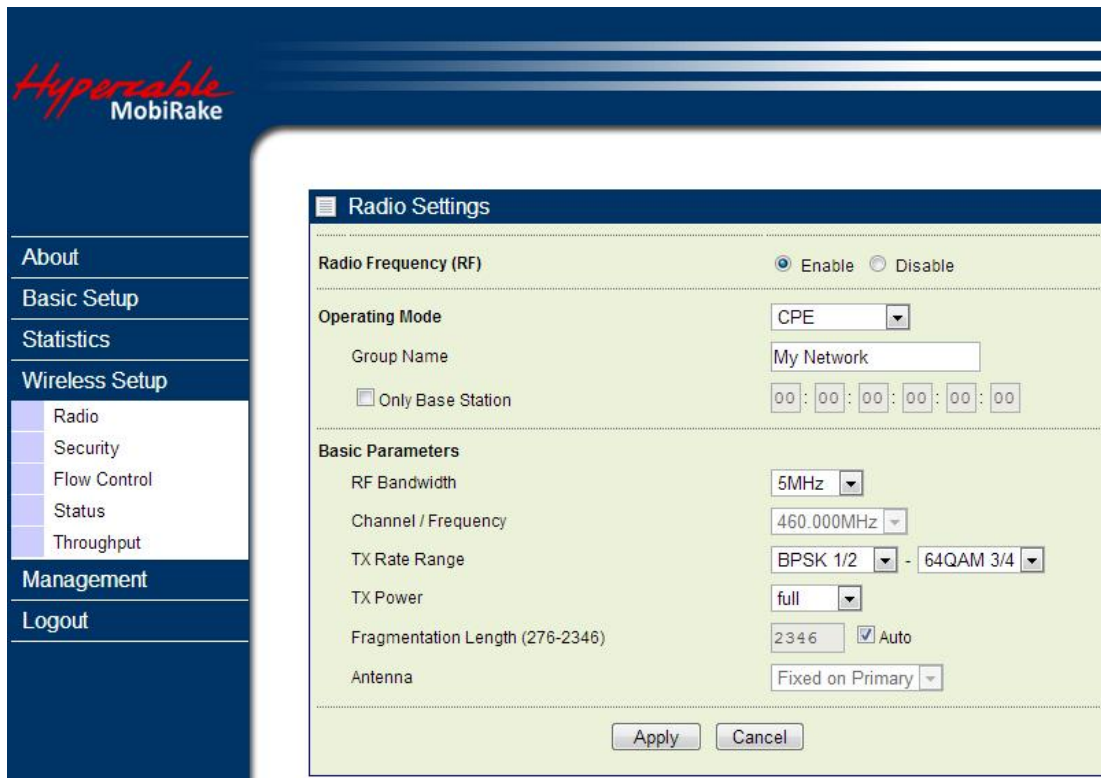 Hypercable
MobiRake
About
Basic Setup
Statistics
Wireless Setup
Radio
Security
Flow Control
Status
Throughput
Management
Logout
Radio Settings
Radio Frequency (RF) Enable Disable
Operating Mode CPE
Group Name My Network
Only Base Station 00 : 00 : 00 : 00 : 00 : 00
Basic Parameters
RF Bandwidth 5MHz
Channel / Frequency 460.000MHz
TX Rate Range BPSK 1/2 - 64QAM 3/4
TX Power full
Fragmentation Length (276-2346) 2346 Auto
Antenna Fixed on Primary
Apply Cancel